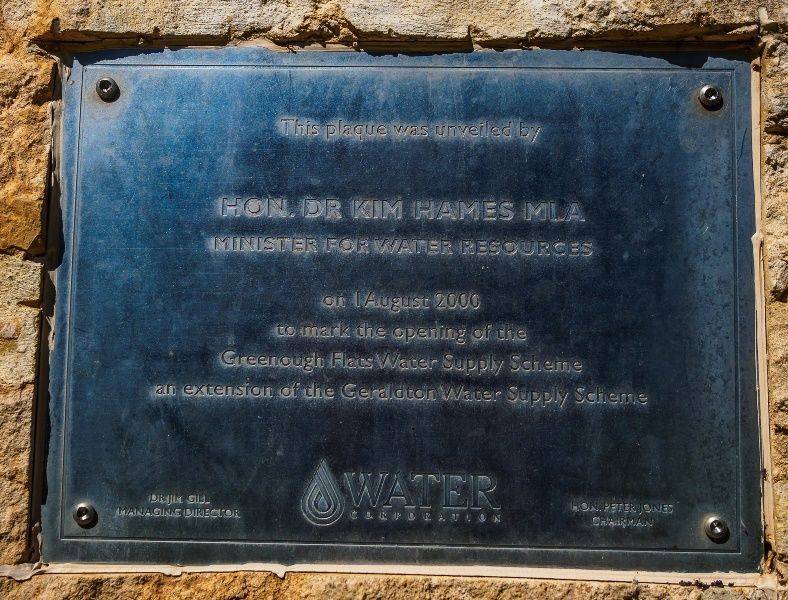 This plaque was unveiled by
HON. DR KIM HAMES MLA
MINISTER FOR WATER RESOURCES
on 1 August 2000
to mark the opening of the
Greenough Flats Water Supply Scheme
an extension of the Geraldton Water Supply Scheme
DR JIM GILL
MANAGING DIRECTOR
WATER
CORPORATION
HON. PETER JONES
CHAIRMAN